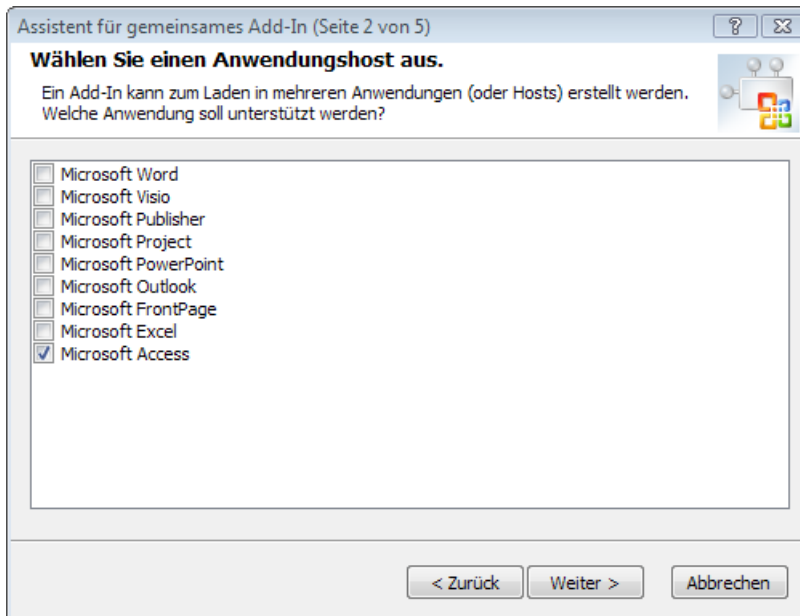 Assistent für gemeinsames Add-In (Seite 2 von 5)
Wählen Sie einen Anwendungshost aus.
Ein Add-In kann zum Laden in mehreren Anwendungen (oder Hosts) erstellt werden.
Welche Anwendung soll unterstützt werden?
Microsoft Word
Microsoft Visio
Microsoft Publisher
Microsoft Project
Microsoft PowerPoint
Microsoft Outlook
Microsoft FrontPage
Microsoft Excel
Microsoft Access
< Zurück Weiter > Abbrechen